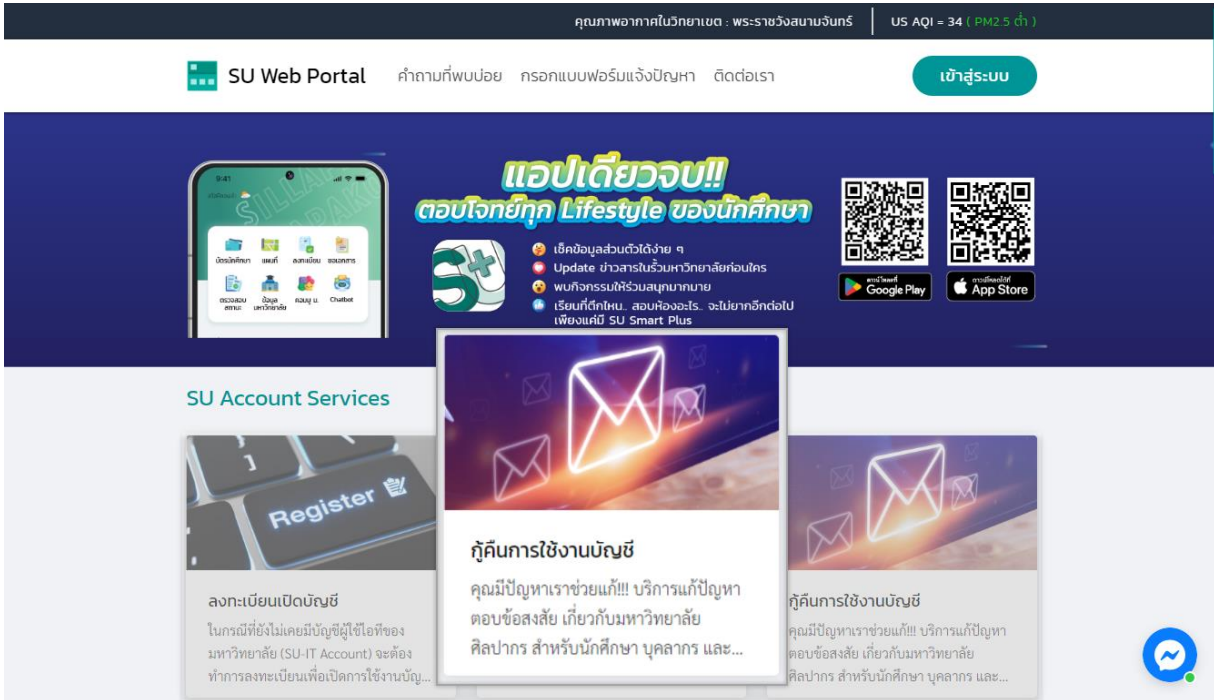 คุณภาพอากาศในวิทยาเขต : พระราชวังสนามจันทร์ US AQI = 34 ( PM2.5 ต่ำ )
SU Web Portal คำถามที่พบบ่อย กรอกแบบฟอร์มแจ้งปัญหา ติดต่อเรา เข้าสู่ระบบ
9:41
SILLAPAKORN
บัตรนักศึกษา แผนที่ ลงทะเบียน ขอเอกสาร
ตรวจสอบสถานะ ข้อมูลมหาวิทยาลัย Chatbot
แอปเดียวจบ!!
ตอบโจทย์ทุก Lifestyle ของนักศึกษา
S+
เช็คข้อมูลส่วนตัวได้ง่าย ๆ
Update ข่าวสารในรั้วมหาวิทยาลัยก่อนใคร
พบกิจกรรมให้ร่วมสนุกมากมาย
เรียนที่ตึกไหน.. สอบห้องอะไร.. จะไม่ยากอีกต่อไป
เพียงแค่มี SU Smart Plus
ดาวน์โหลดที่ Google Play
ดาวน์โหลดได้ที่ App Store
SU Account Services
Register
ลงทะเบียนเปิดบัญชี
ในกรณีที่ยังไม่เคยมีบัญชีผู้ใช้ไอทีของ
มหาวิทยาลัย (SU-IT Account) จะต้อง
ทำการลงทะเบียนเพื่อเปิดการใช้งานบัญ...
กู้คืนการใช้งานบัญชี
คุณมีปัญหาเราช่วยแก้!!! บริการแก้ปัญหา
ตอบข้อสงสัย เกี่ยวกับมหาวิทยาลัย
ศิลปากร สำหรับนักศึกษา บุคลากร และ...
กู้คืนการใช้งานบัญชี
คุณมีปัญหาเราช่วยแก้!!! บริการแก้ปัญหา
ตอบข้อสงสัย เกี่ยวกับมหาวิทยาลัย
ศิลปากร สำหรับนักศึกษา บุคลากร และ...